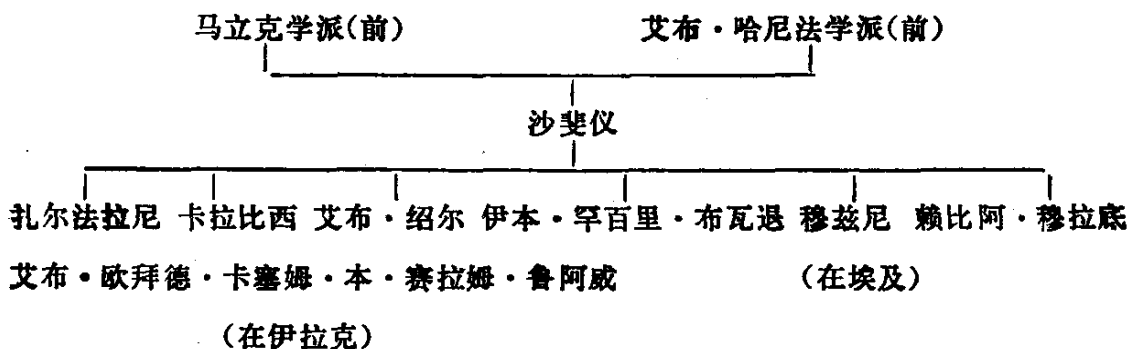 马立克学派(前) 艾布·哈尼法学派(前)
沙斐仪
扎尔法拉尼 卡拉比西 艾布·绍尔 伊本·罕百里·布瓦退 穆兹尼 赖比阿·穆拉底
艾布·欧拜德·卡塞姆·本·赛拉姆·鲁阿威 (在埃及)
(在伊拉克)